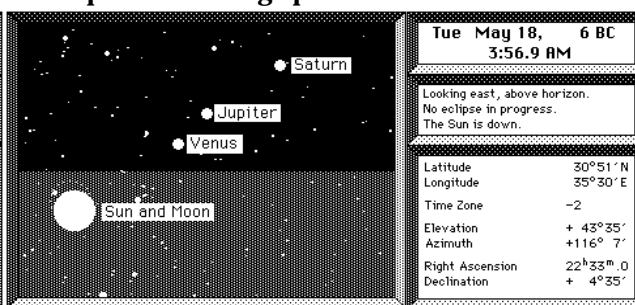 Saturn
Jupiter
Venus
Sun and Moon
Tue May 18, 6 BC
3:56.9 AM
Looking east, above horizon.
No eclipse in progress.
The Sun is down.
Latitude 30°51´N
Longitude 35°30´E
Time Zone -2
Elevation + 43°35´
Azimuth +116° 7´
Right Ascension 22h33m.0
Declination + 4°35´